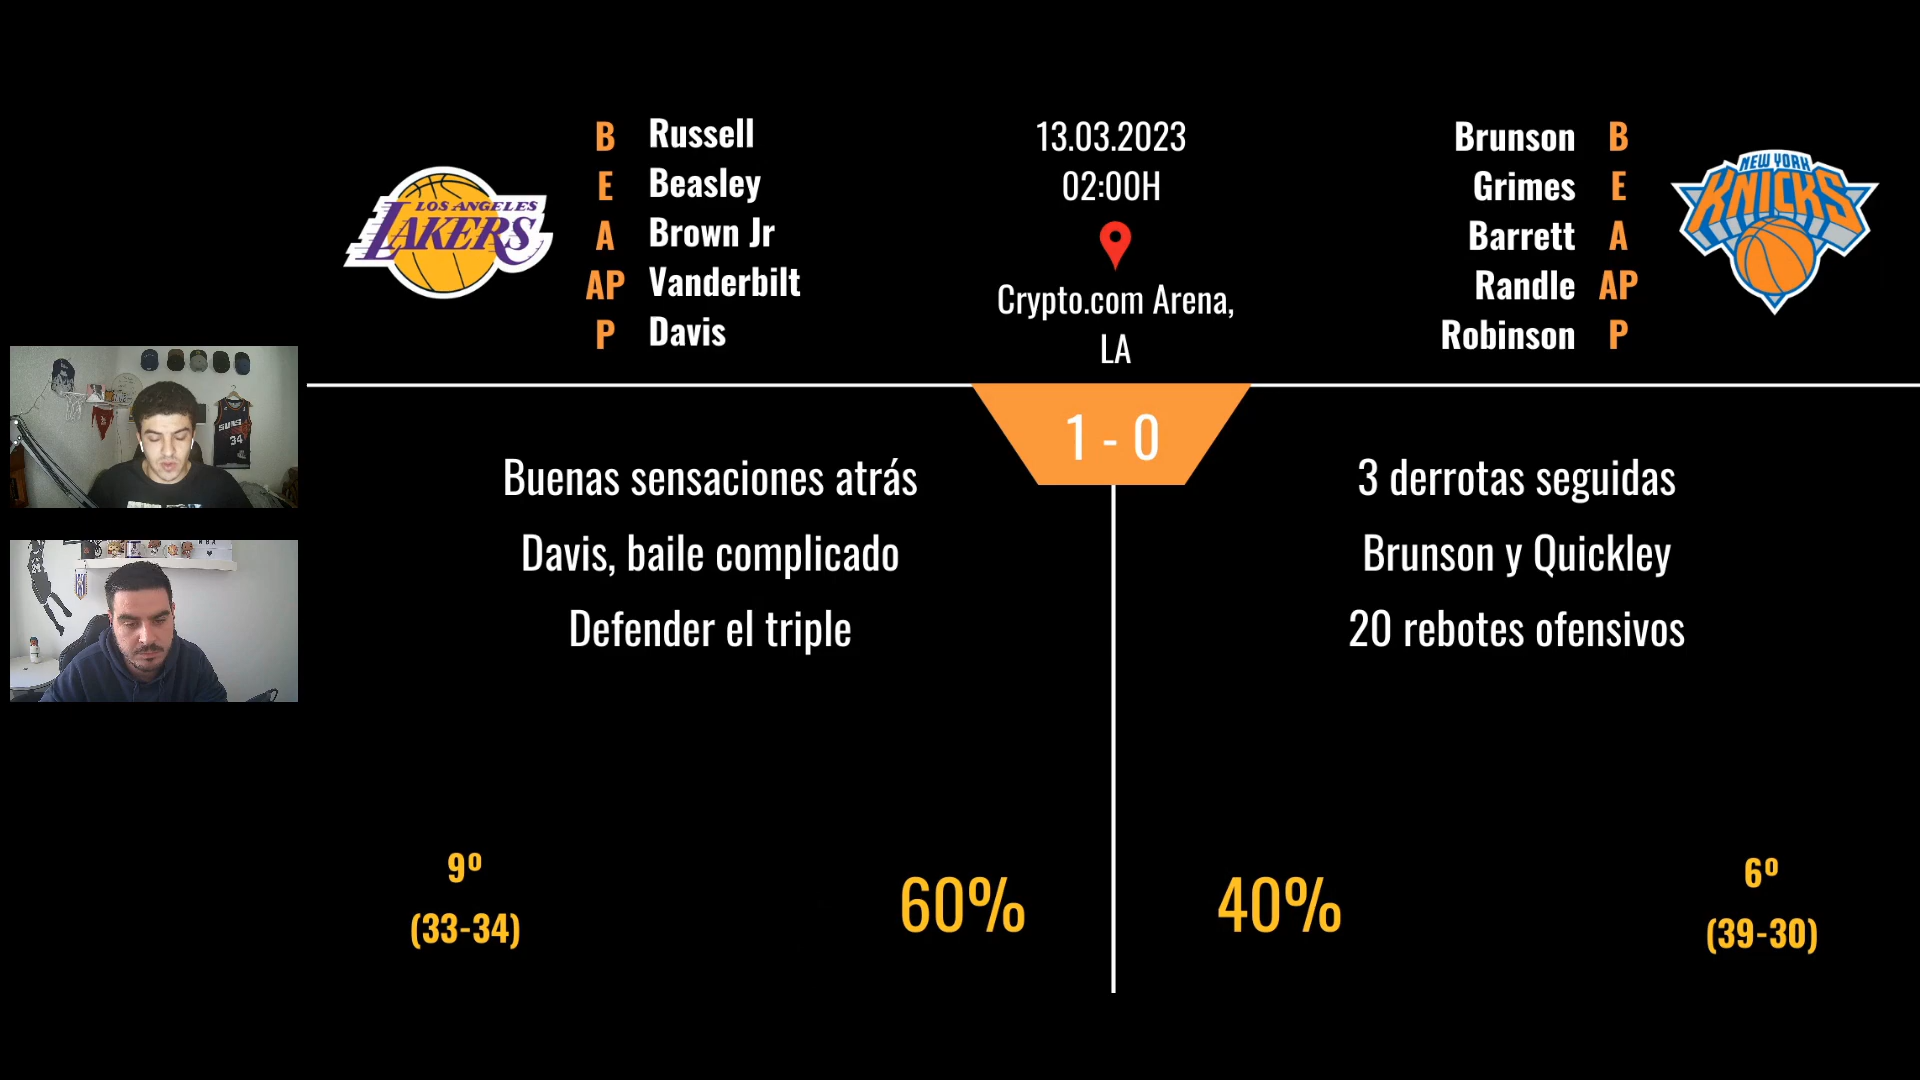 LOS ANGELES
LAKERS
B Russell
E Beasley
A Brown Jr
AP Vanderbilt
P Davis
13.03.2023
02:00H
Crypto.com Arena,
LA
Brunson B
Grimes E
Barrett A
Randle AP
Robinson P
NEW YORK
KNICKS
1 - 0
SUNS
34
Buenas sensaciones atrás
Davis, baile complicado
Defender el triple
3 derrotas seguidas
Brunson y Quickley
20 rebotes ofensivos
9º
(33-34)
60%
40%
6º
(39-30)